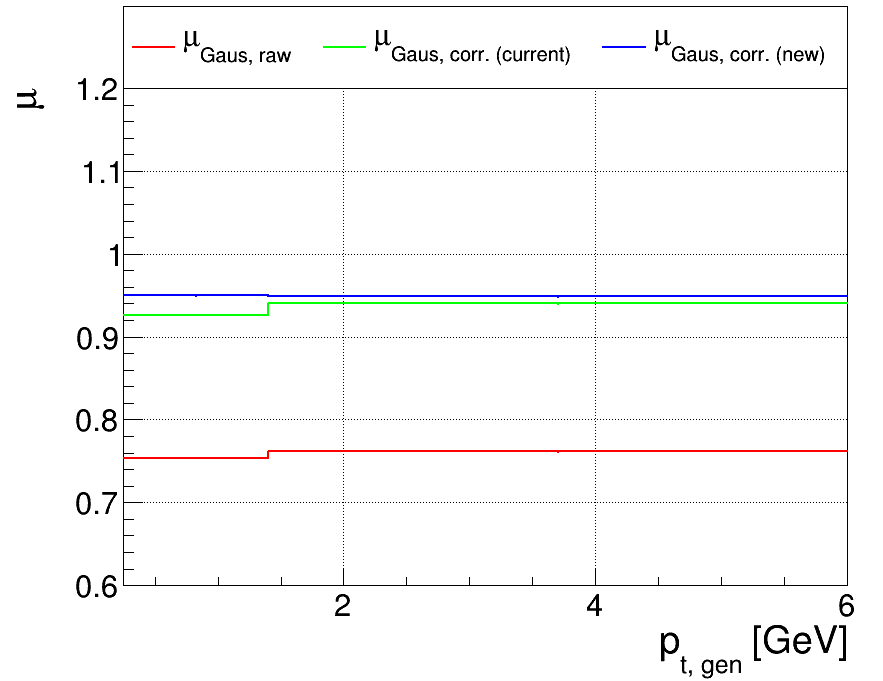 μGaus, raw μGaus, corr. (current) μGaus, corr. (new)
μ
1.2
1.1
1
0.9
0.8
0.7
0.6
2 4 6
pt, gen [GeV]